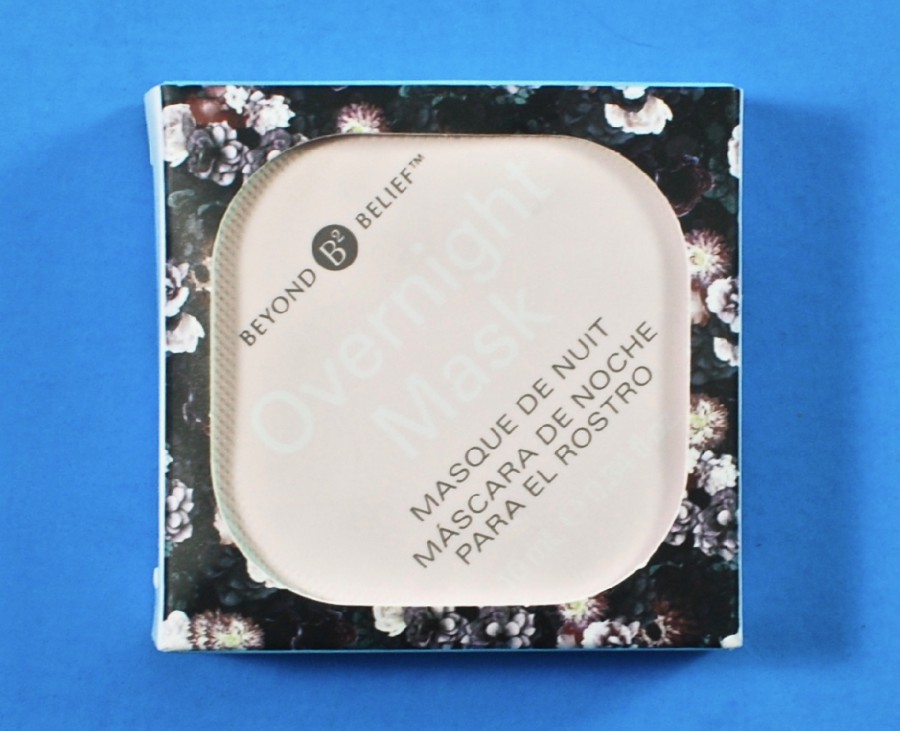 BEYOND B² BELIEF™
Overnight
Mask
MASQUE DE NUIT
MÁSCARA DE NOCHE
PARA EL ROSTRO